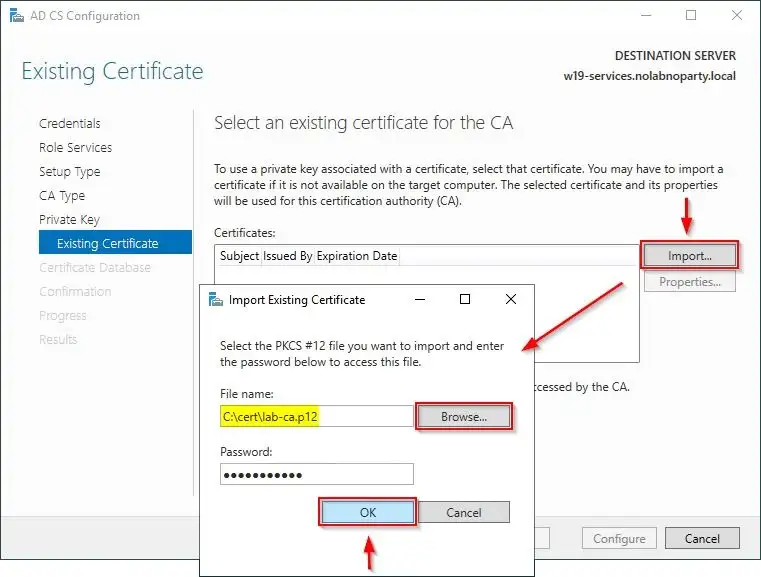 AD CS Configuration
Existing Certificate
DESTINATION SERVER
w19-services.nolabnoparty.local
Credentials
Role Services
Setup Type
CA Type
Private Key
Existing Certificate
Certificate Database
Confirmation
Progress
Results
Select an existing certificate for the CA
To use a private key associated with a certificate, select that certificate. You may have to import a
certificate if it is not available on the target computer. The selected certificate and its properties
will be used for this certification authority (CA).
Certificates:
Subject Issued By Expiration Date
Import...
Properties...
Import Existing Certificate
Select the PKCS #12 file you want to import and enter
the password below to access this file.
File name:
C:\cert\lab-ca.p12
Browse...
Password:
●●●●●●●●●●●
OK
Cancel
ccessed by the CA.
Configure
Cancel